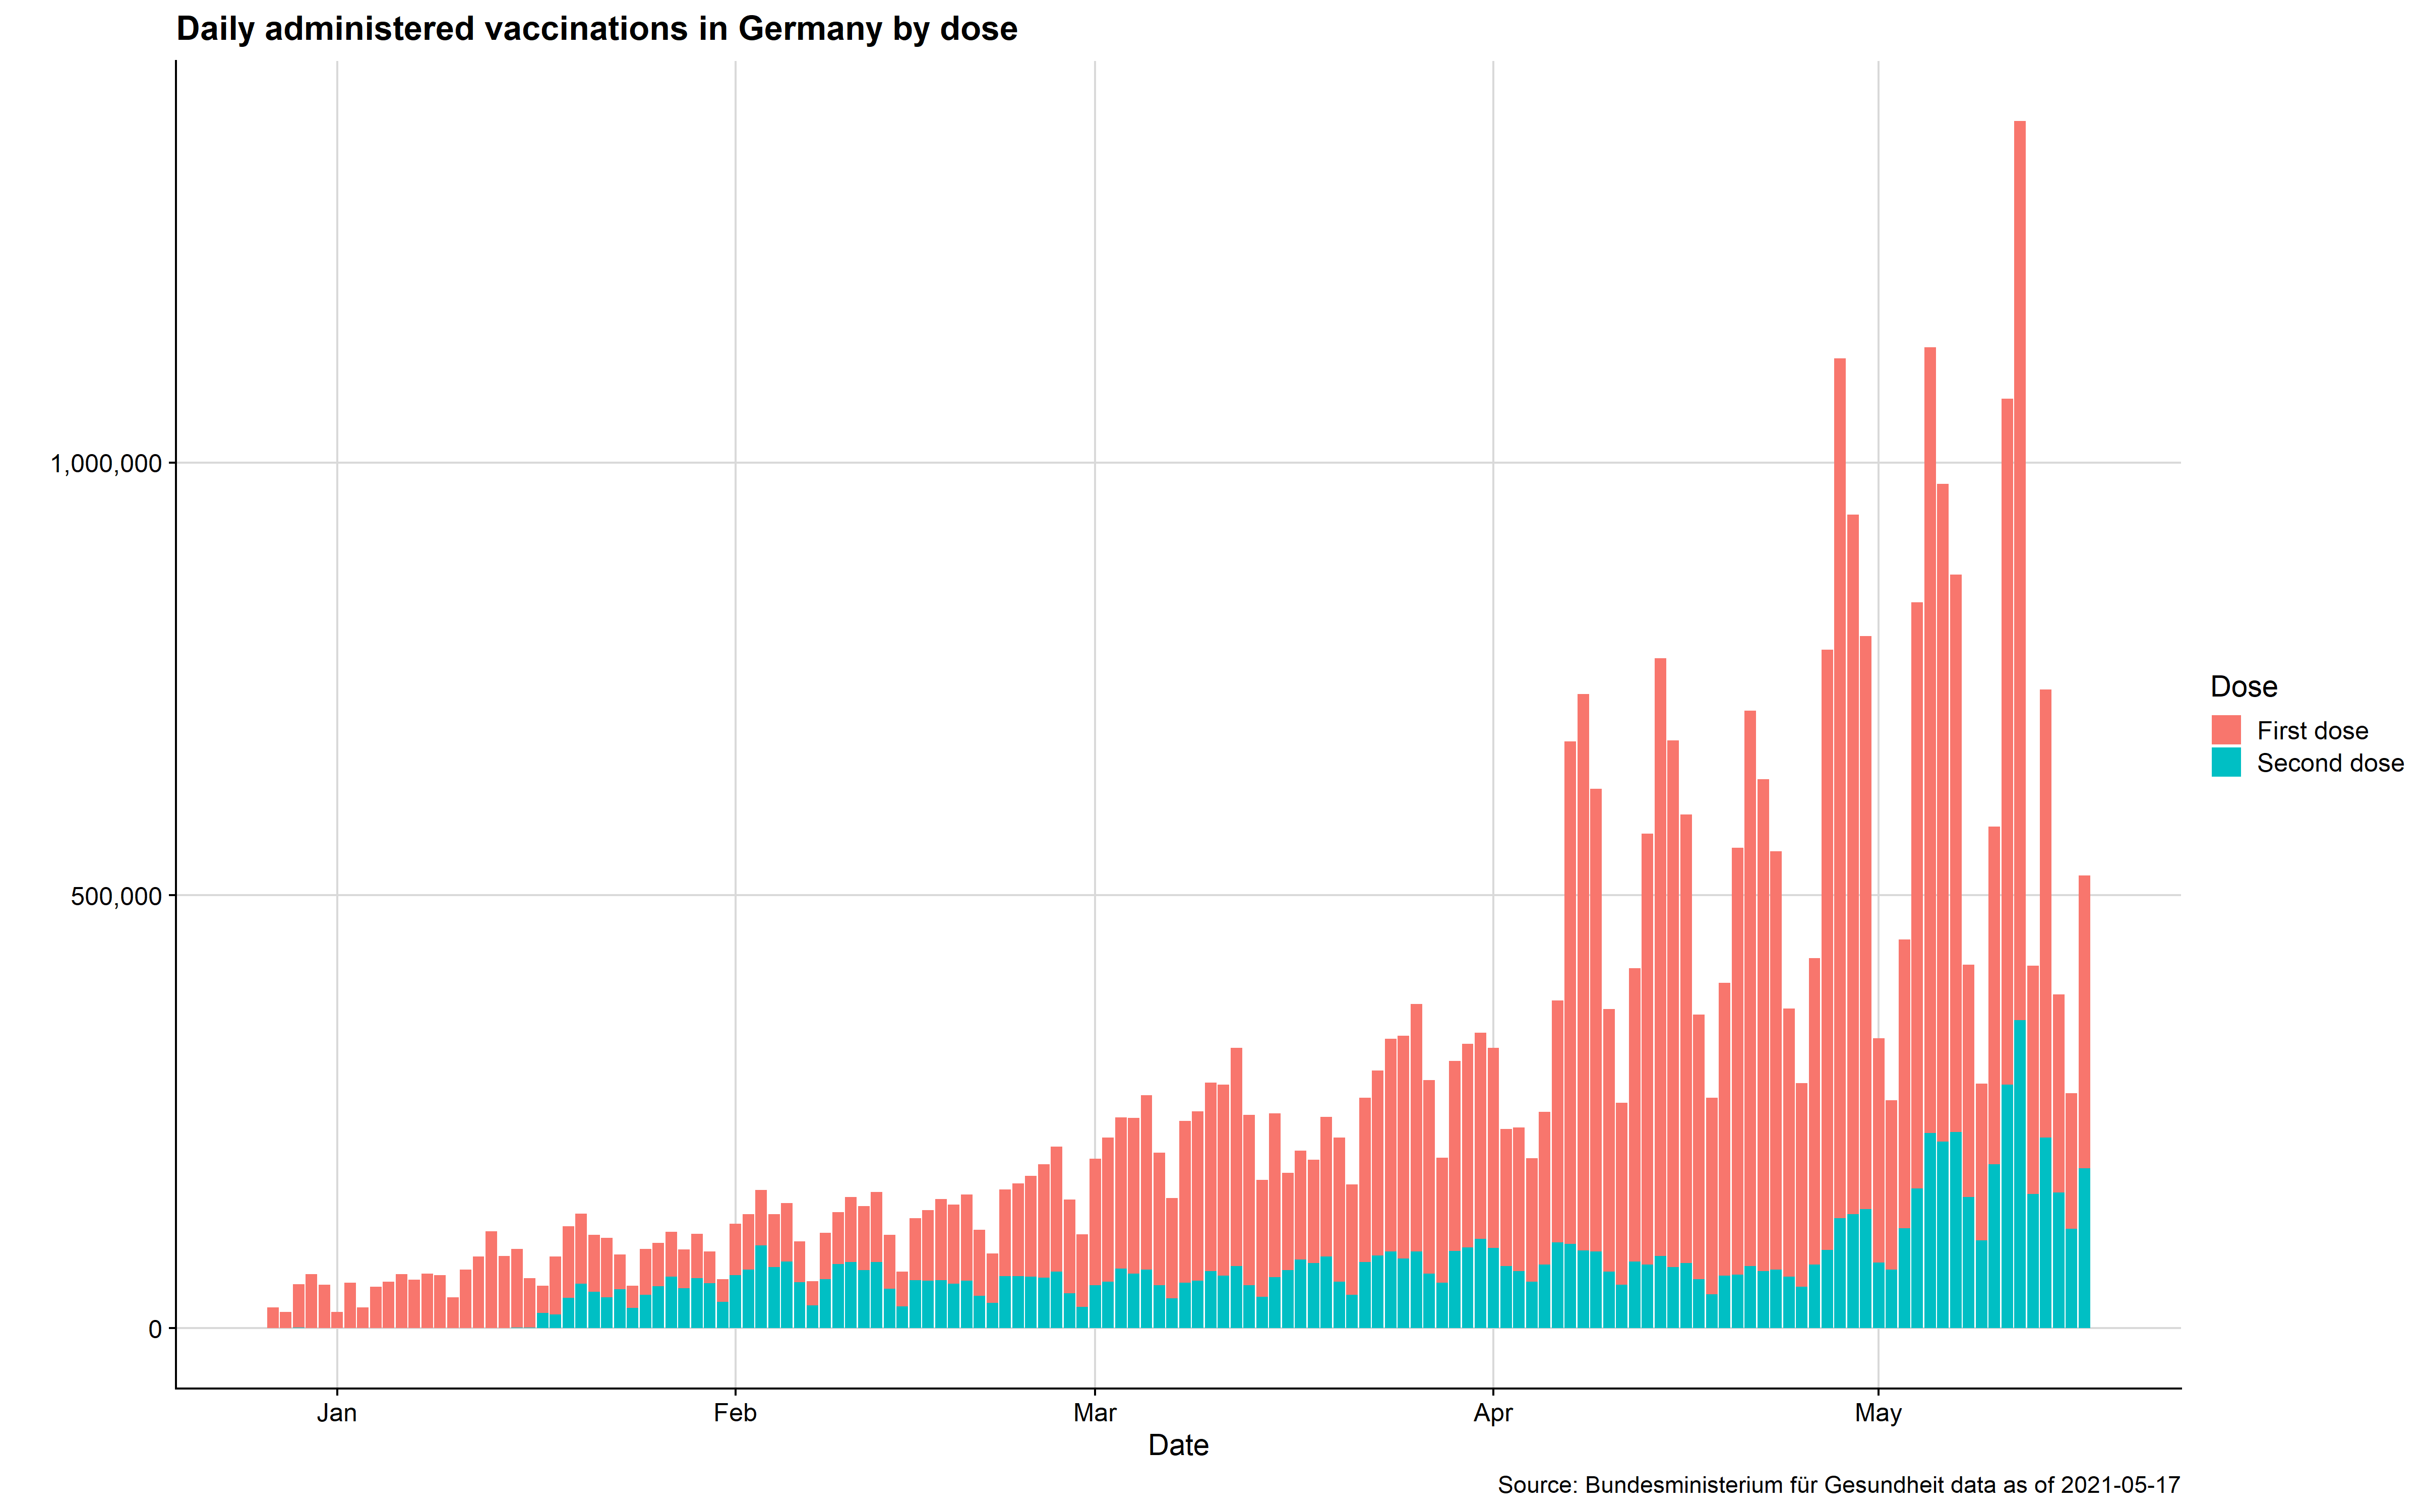 Daily administered vaccinations in Germany by dose
1,000,000
500,000
0
Jan
Feb
Mar
Apr
May
Date
Dose
First dose
Second dose
Source: Bundesministerium für Gesundheit data as of 2021-05-17